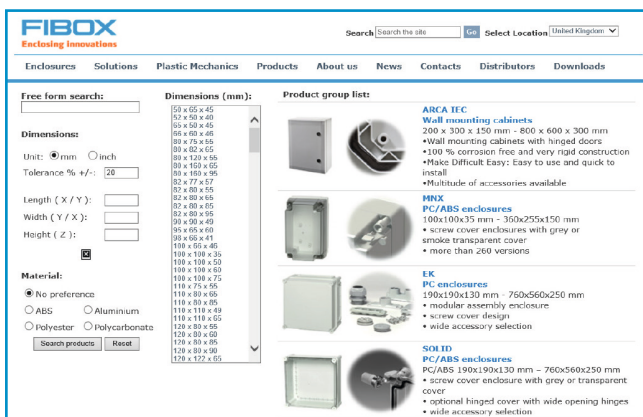 FIBOX
Enclosing Innovations
Search Search the site Go Select Location United Kingdom
Enclosures Solutions Plastic Mechanics Products About us News Contacts Distributors Downloads
Free form search:
Dimensions:
Unit: mm inch
Tolerance % +/-: 20
Length ( X / Y ):
Width ( Y / X ):
Height ( Z ):
Material:
No preference
ABS Aluminium
Polyester Polycarbonate
Search products Reset
Dimensions (mm):
50 x 65 x 45
52 x 50 x 40
65 x 50 x 45
66 x 60 x 46
80 x 75 x 55
80 x 82 x 65
80 x 120 x 55
80 x 160 x 65
80 x 160 x 95
82 x 77 x 57
82 x 80 x 55
82 x 80 x 65
82 x 80 x 85
82 x 80 x 95
90 x 90 x 49
95 x 65 x 60
98 x 66 x 41
100 x 66 x 46
100 x 100 x 35
100 x 100 x 50
100 x 100 x 60
100 x 100 x 75
110 x 75 x 55
110 x 80 x 65
110 x 80 x 85
110 x 110 x 49
110 x 110 x 65
120 x 80 x 55
120 x 80 x 60
120 x 80 x 85
120 x 80 x 90
120 x 122 x 65
Product group list:
ARCA IEC
Wall mounting cabinets
200 x 300 x 150 mm - 800 x 600 x 300 mm
•Wall mounting cabinets with hinged doors
•100 % corrosion free and very rigid construction
•Make Difficult Easy: Easy to use and quick to
install
•Multitude of accessories available
MNX
PC/ABS enclosures
100x100x35 mm - 360x255x150 mm
• screw cover enclosures with grey or
smoke transparent cover
• more than 260 versions
EK
PC enclosures
190x190x130 mm - 760x560x250 mm
• modular assembly enclosure
• screw cover design
• wide accessory selection
SOLID
PC/ABS enclosures
PC/ABS 190x190x130 mm – 760x560x250 mm
• screw cover enclosure with grey or transparent
cover
• optional hinged cover with wide opening hinges
• wide accessory selection